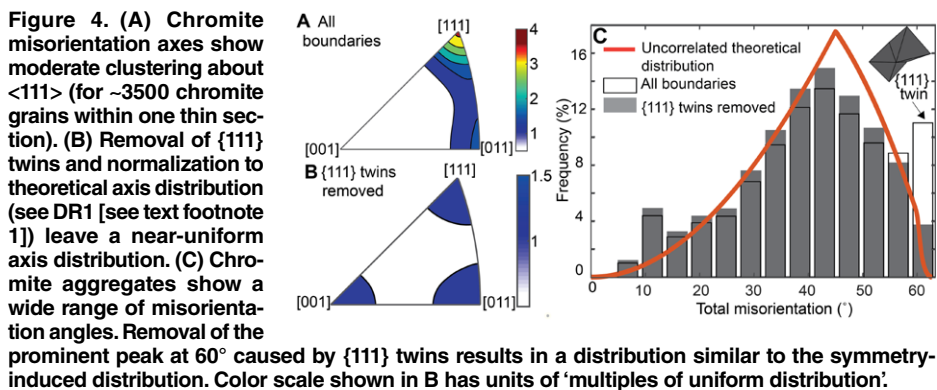 Figure 4. (A) Chromite
misorientation axes show
moderate clustering about
<111> (for ~3500 chromite
grains within one thin sec-
tion). (B) Removal of {111}
twins and normalization to
theoretical axis distribution
(see DR1 [see text footnote
1]) leave a near-uniform
axis distribution. (C) Chro-
mite aggregates show a
wide range of misorienta-
tion angles. Removal of the
prominent peak at 60° caused by {111} twins results in a distribution similar to the symmetry-
induced distribution. Color scale shown in B has units of ‘multiples of uniform distribution’.
A All
boundaries
[111]
[001]
[011]
4
3
2
1
B {111} twins
removed
[111]
[001]
[011]
1.5
1
C
Uncorrelated theoretical
distribution
All boundaries
{111} twins removed
{111}
twin
Frequency (%)
16
12
8
4
0
0 10 20 30 40 50 60
Total misorientation (°)